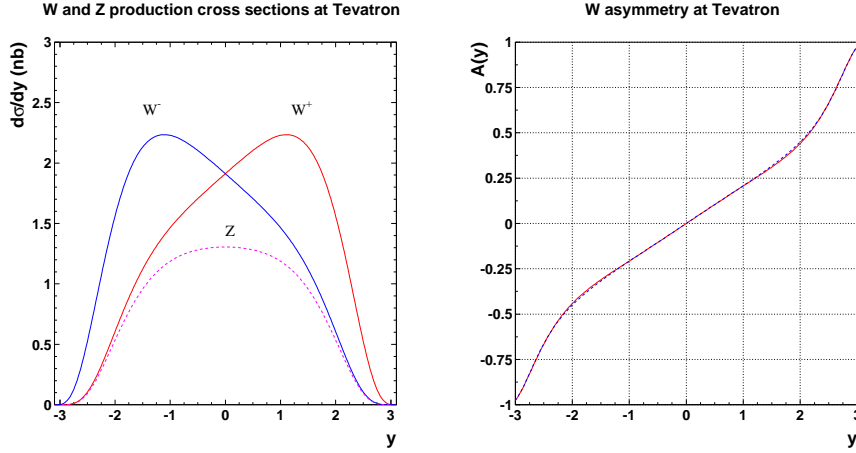 W and Z production cross sections at Tevatron
dσ/dy (nb)
3
2.5
2
1.5
1
0.5
0
W-
W+
Z
-3 -2 -1 0 1 2 3
y
W asymmetry at Tevatron
A(y)
1
0.75
0.5
0.25
0
-0.25
-0.5
-0.75
-1
-3 -2 -1 0 1 2 3
y